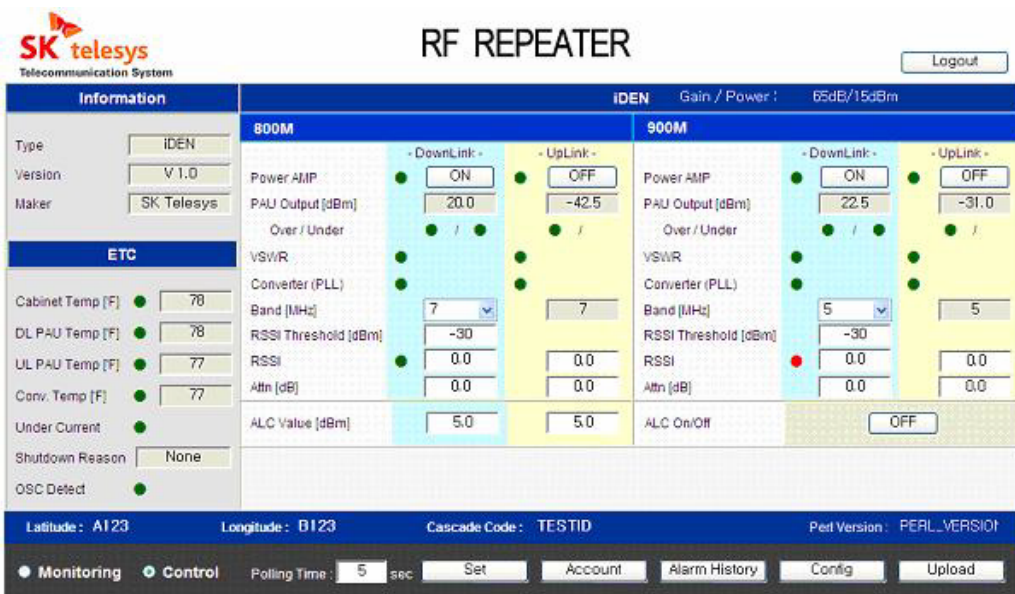 SK telesys
Telecommunication System
RF REPEATER
Logout
Information
iDEN Gain / Power : 65dB/15dBm
Type iDEN
Version V 1.0
Maker SK Telesys
ETC
Cabinet Temp [°F] 78
DL PAU Temp [°F] 78
UL PAU Temp [°F] 77
Conv. Temp [°F] 77
Under Current
Shutdown Reason None
OSC Detect
800M
- DownLink - - UpLink -
Power AMP ON OFF
PAU Output [dBm] 20.0 -42.5
Over / Under / /
VSWR
Converter (PLL)
Band [MHz] 7 7
RSSI Threshold [dBm] -30
RSSI 0.0 0.0
Attn [dB] 0.0 0.0
ALC Value [dBm] 5.0 5.0
900M
- DownLink - - UpLink -
Power AMP ON OFF
PAU Output [dBm] 22.5 -31.0
Over / Under / /
VSWR
Converter (PLL)
Band [MHz] 5 5
RSSI Threshold [dBm] -30
RSSI 0.0 0.0
Attn [dB] 0.0 0.0
ALC On/Off OFF
Latitude : A123 Longitude : B123 Cascade Code : TESTID Perl Version : PERL_VERSION
Monitoring Control Polling Time : 5 sec Set Account Alarm History Config Upload